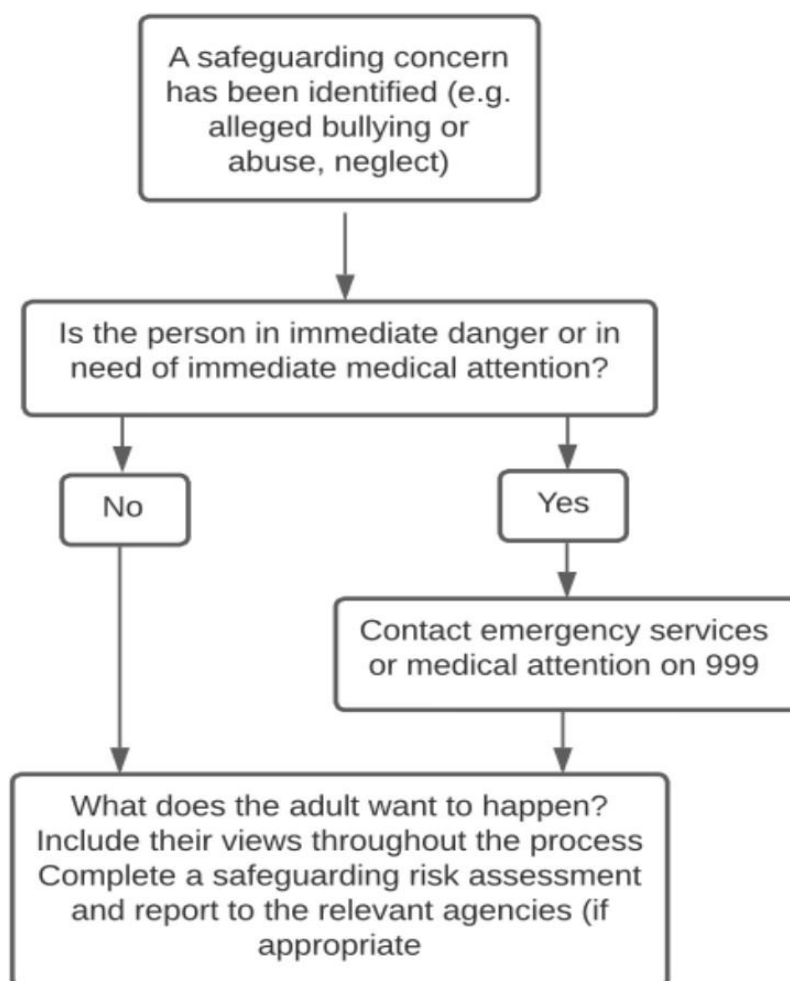 A safeguarding concern
has been identified (e.g.
alleged bullying or
abuse, neglect)
Is the person in immediate danger or in
need of immediate medical attention?
No
Yes
Contact emergency services
or medical attention on 999
What does the adult want to happen?
Include their views throughout the process
Complete a safeguarding risk assessment
and report to the relevant agencies (if
appropriate